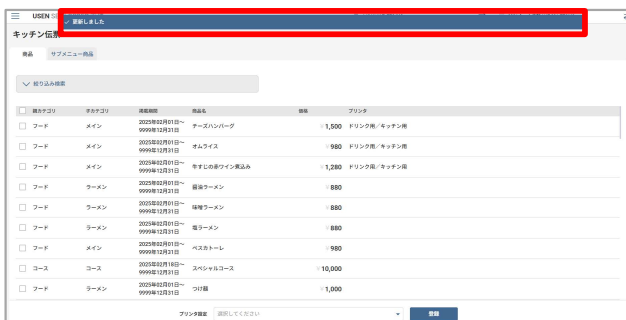 USEN
更新しました
キッチン伝票
商品 サブメニュー商品
絞り込み検索
親カテゴリ 子カテゴリ 掲載期間 商品名 価格 プリンタ
フード メイン 2025年02月01日〜 9999年12月31日 チーズハンバーグ ¥1,500 ドリンク用/キッチン用
フード メイン 2025年02月01日〜 9999年12月31日 オムライス ¥980 ドリンク用/キッチン用
フード メイン 2025年02月01日〜 9999年12月31日 牛すじの赤ワイン煮込み ¥1,280 ドリンク用/キッチン用
フード ラーメン 2025年02月01日〜 9999年12月31日 醤油ラーメン ¥880
フード ラーメン 2025年02月01日〜 9999年12月31日 味噌ラーメン ¥880
フード ラーメン 2025年02月01日〜 9999年12月31日 塩ラーメン ¥880
フード メイン 2025年02月01日〜 9999年12月31日 ペスカトーレ ¥980
コース コース 2025年02月18日〜 9999年12月31日 スペシャルコース ¥10,000
フード ラーメン 2025年02月01日〜 9999年12月31日 つけ麺 ¥1,000
プリンタ設定 選択してください 登録